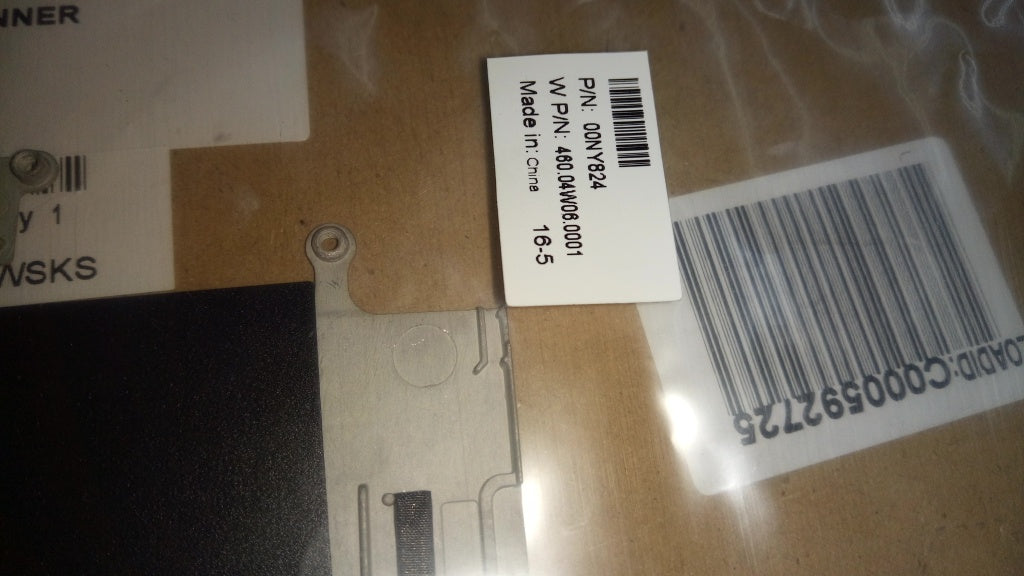 NNER
y 1
WSKS
P/N: 00NY824
W P/N: 460.04W06.0001
Made in: China 16-5
LOADID:C000592725